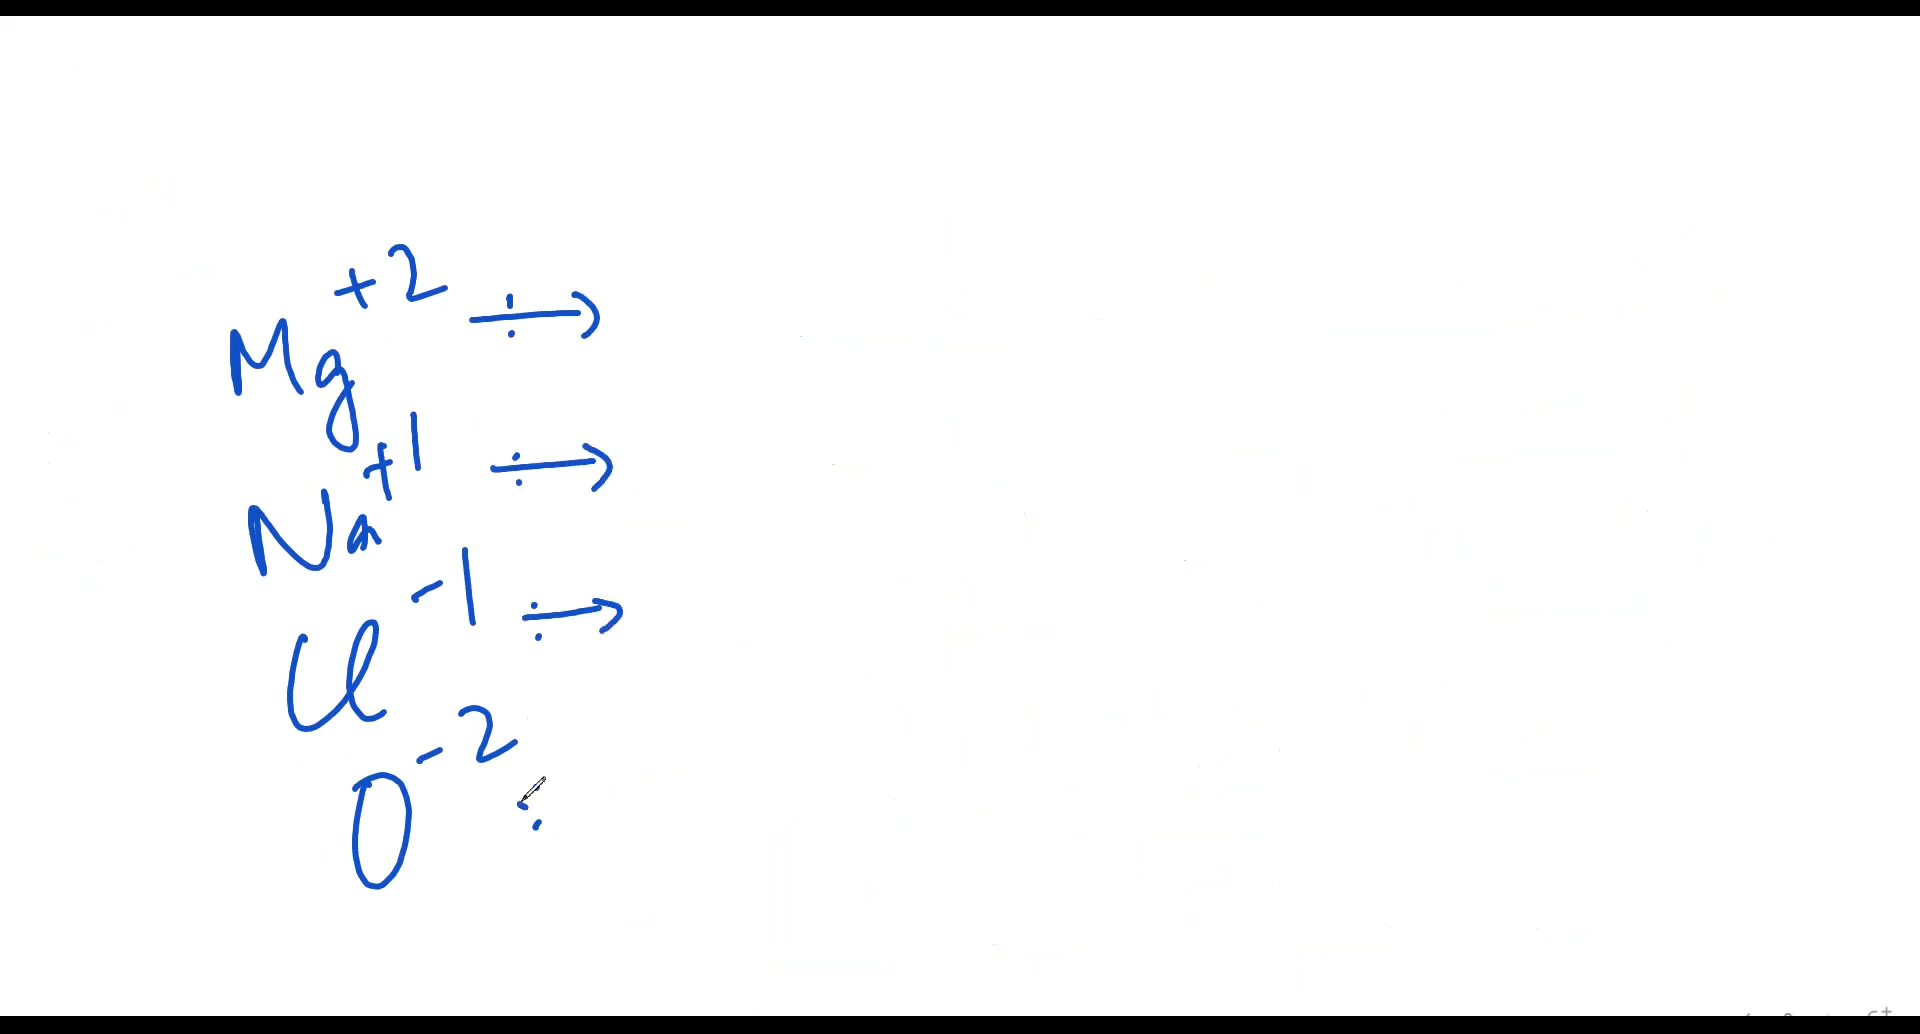 Mg+2 ÷→
Na+1 ÷→
Cl-1 ÷→
O-2 :